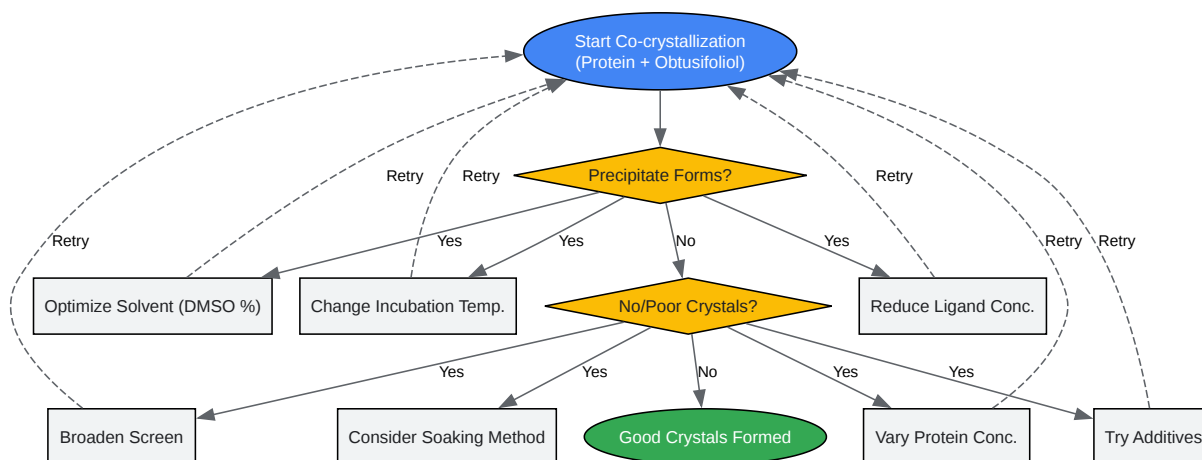 Start Co-crystallization
(Protein + Obtusifoliol)
Precipitate Forms?
Retry
Retry
Retry
Retry
Yes
Yes
No
Yes
Retry
Retry
Optimize Solvent (DMSO %)
Change Incubation Temp.
No/Poor Crystals?
Reduce Ligand Conc.
Yes
Yes
No
Yes
Yes
Broaden Screen
Consider Soaking Method
Good Crystals Formed
Vary Protein Conc.
Try Additives